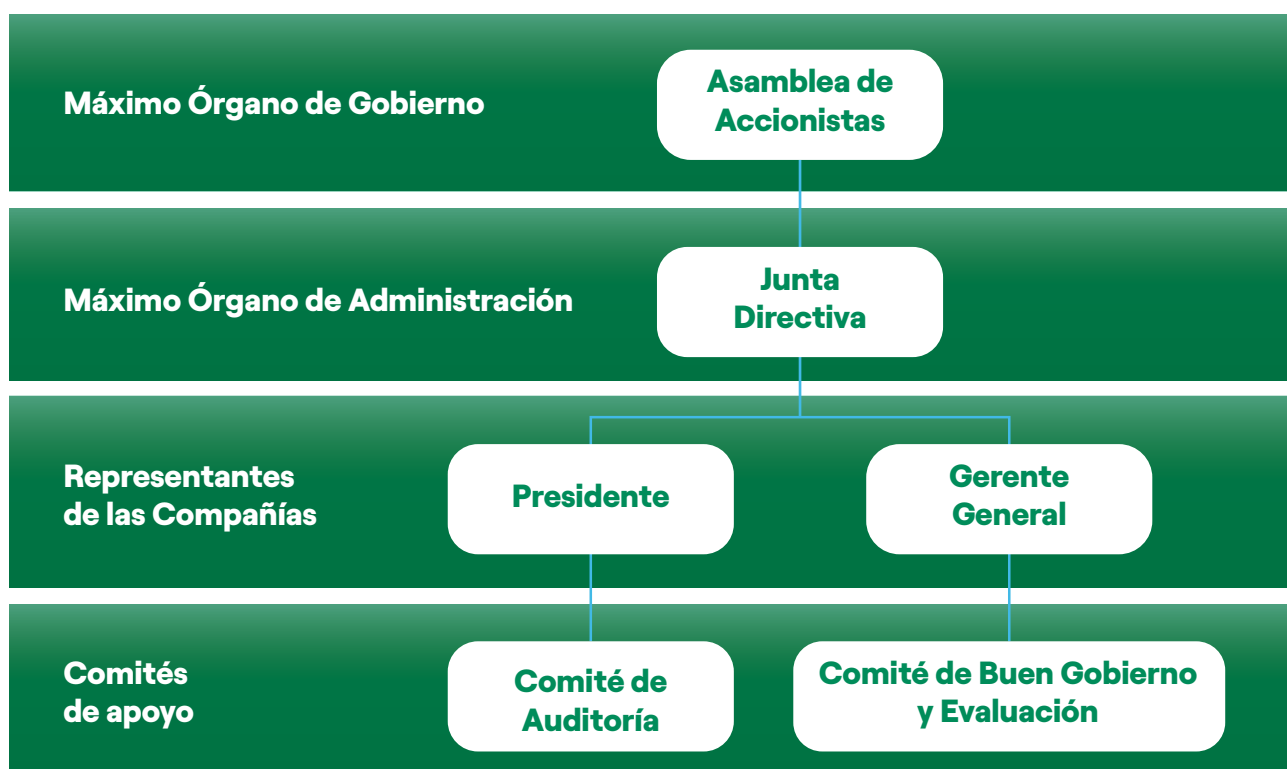 Máximo Órgano de Gobierno
Asamblea de
Accionistas
Máximo Órgano de Administración
Junta
Directiva
Representantes
de las Compañías
Presidente
Gerente
General
Comités
de apoyo
Comité de
Auditoría
Comité de Buen Gobierno
y Evaluación